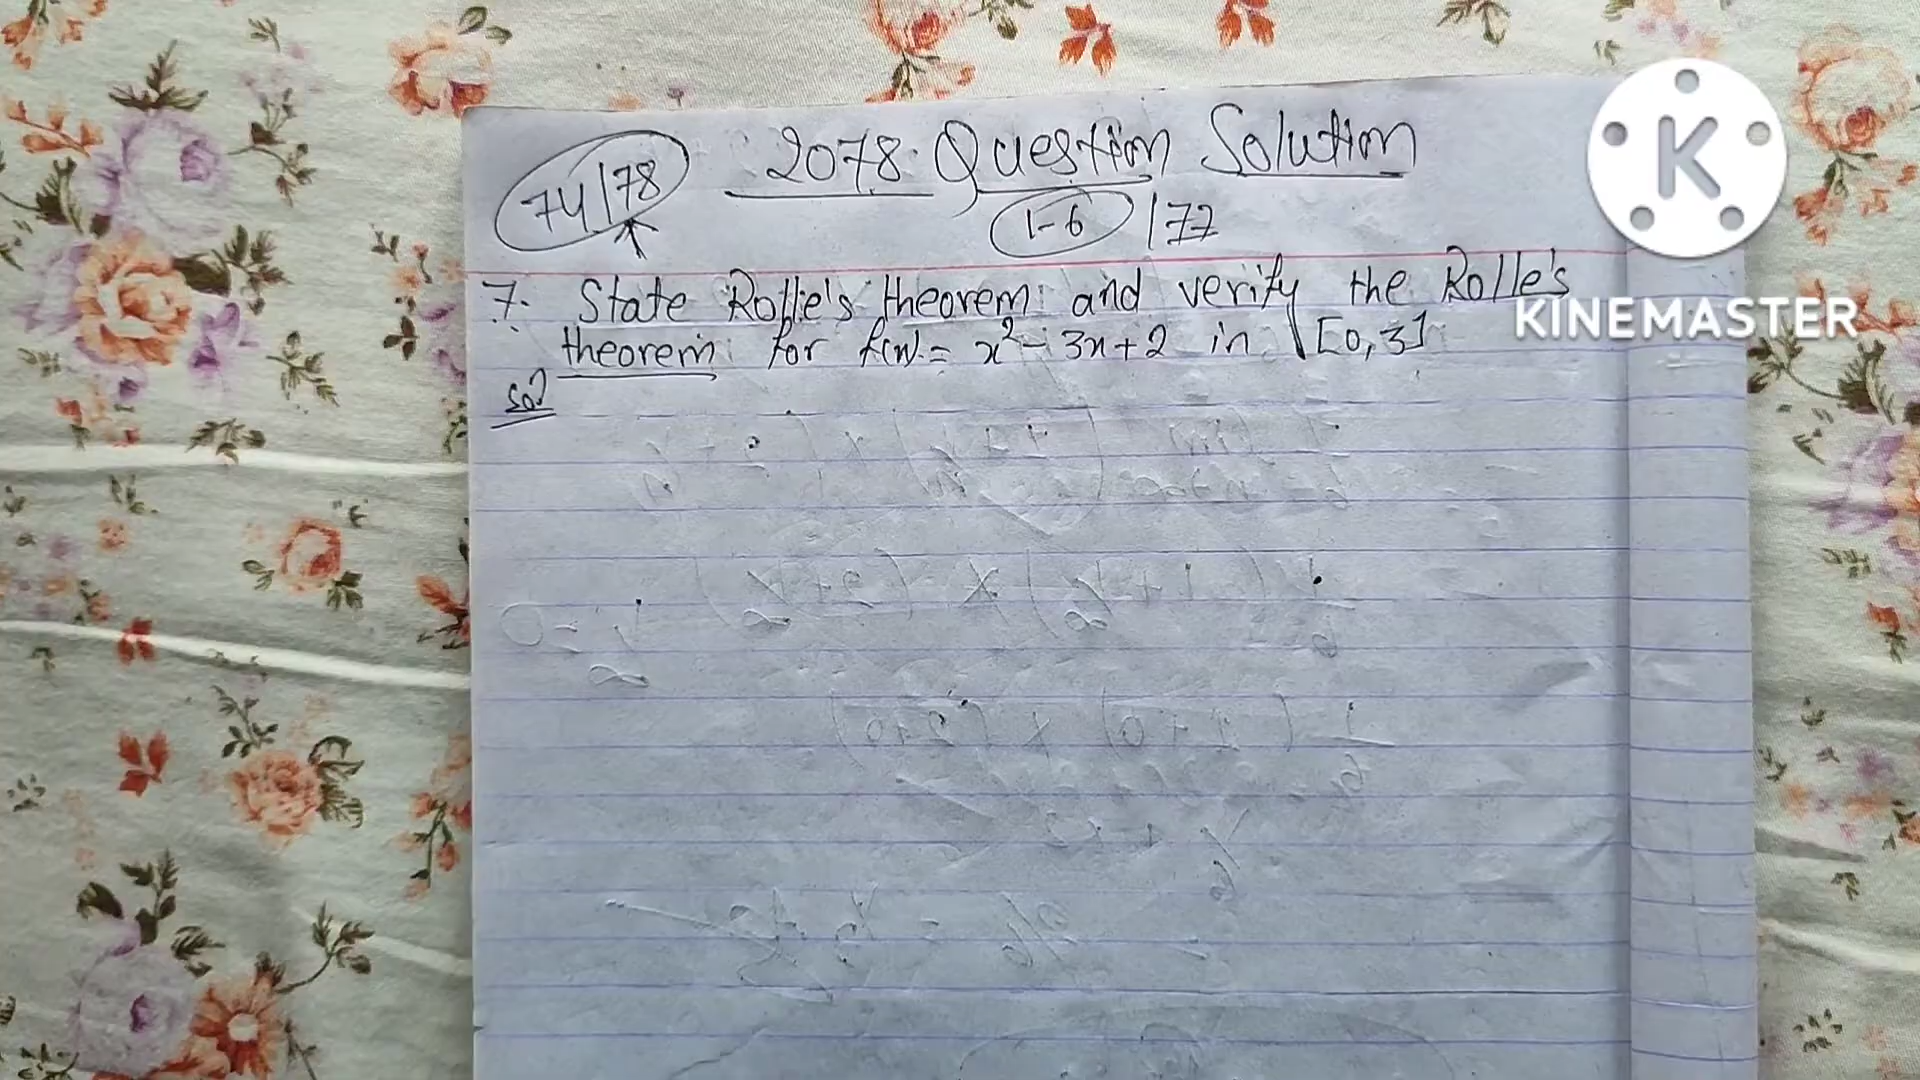 74/78
2078 Question Solution
1-6 /77
7. State Rolle's theorem and verify the Rolle's
theorem for f(x) = x² - 3x + 2 in [0,3]
Solⁿ
K
KINEMASTER